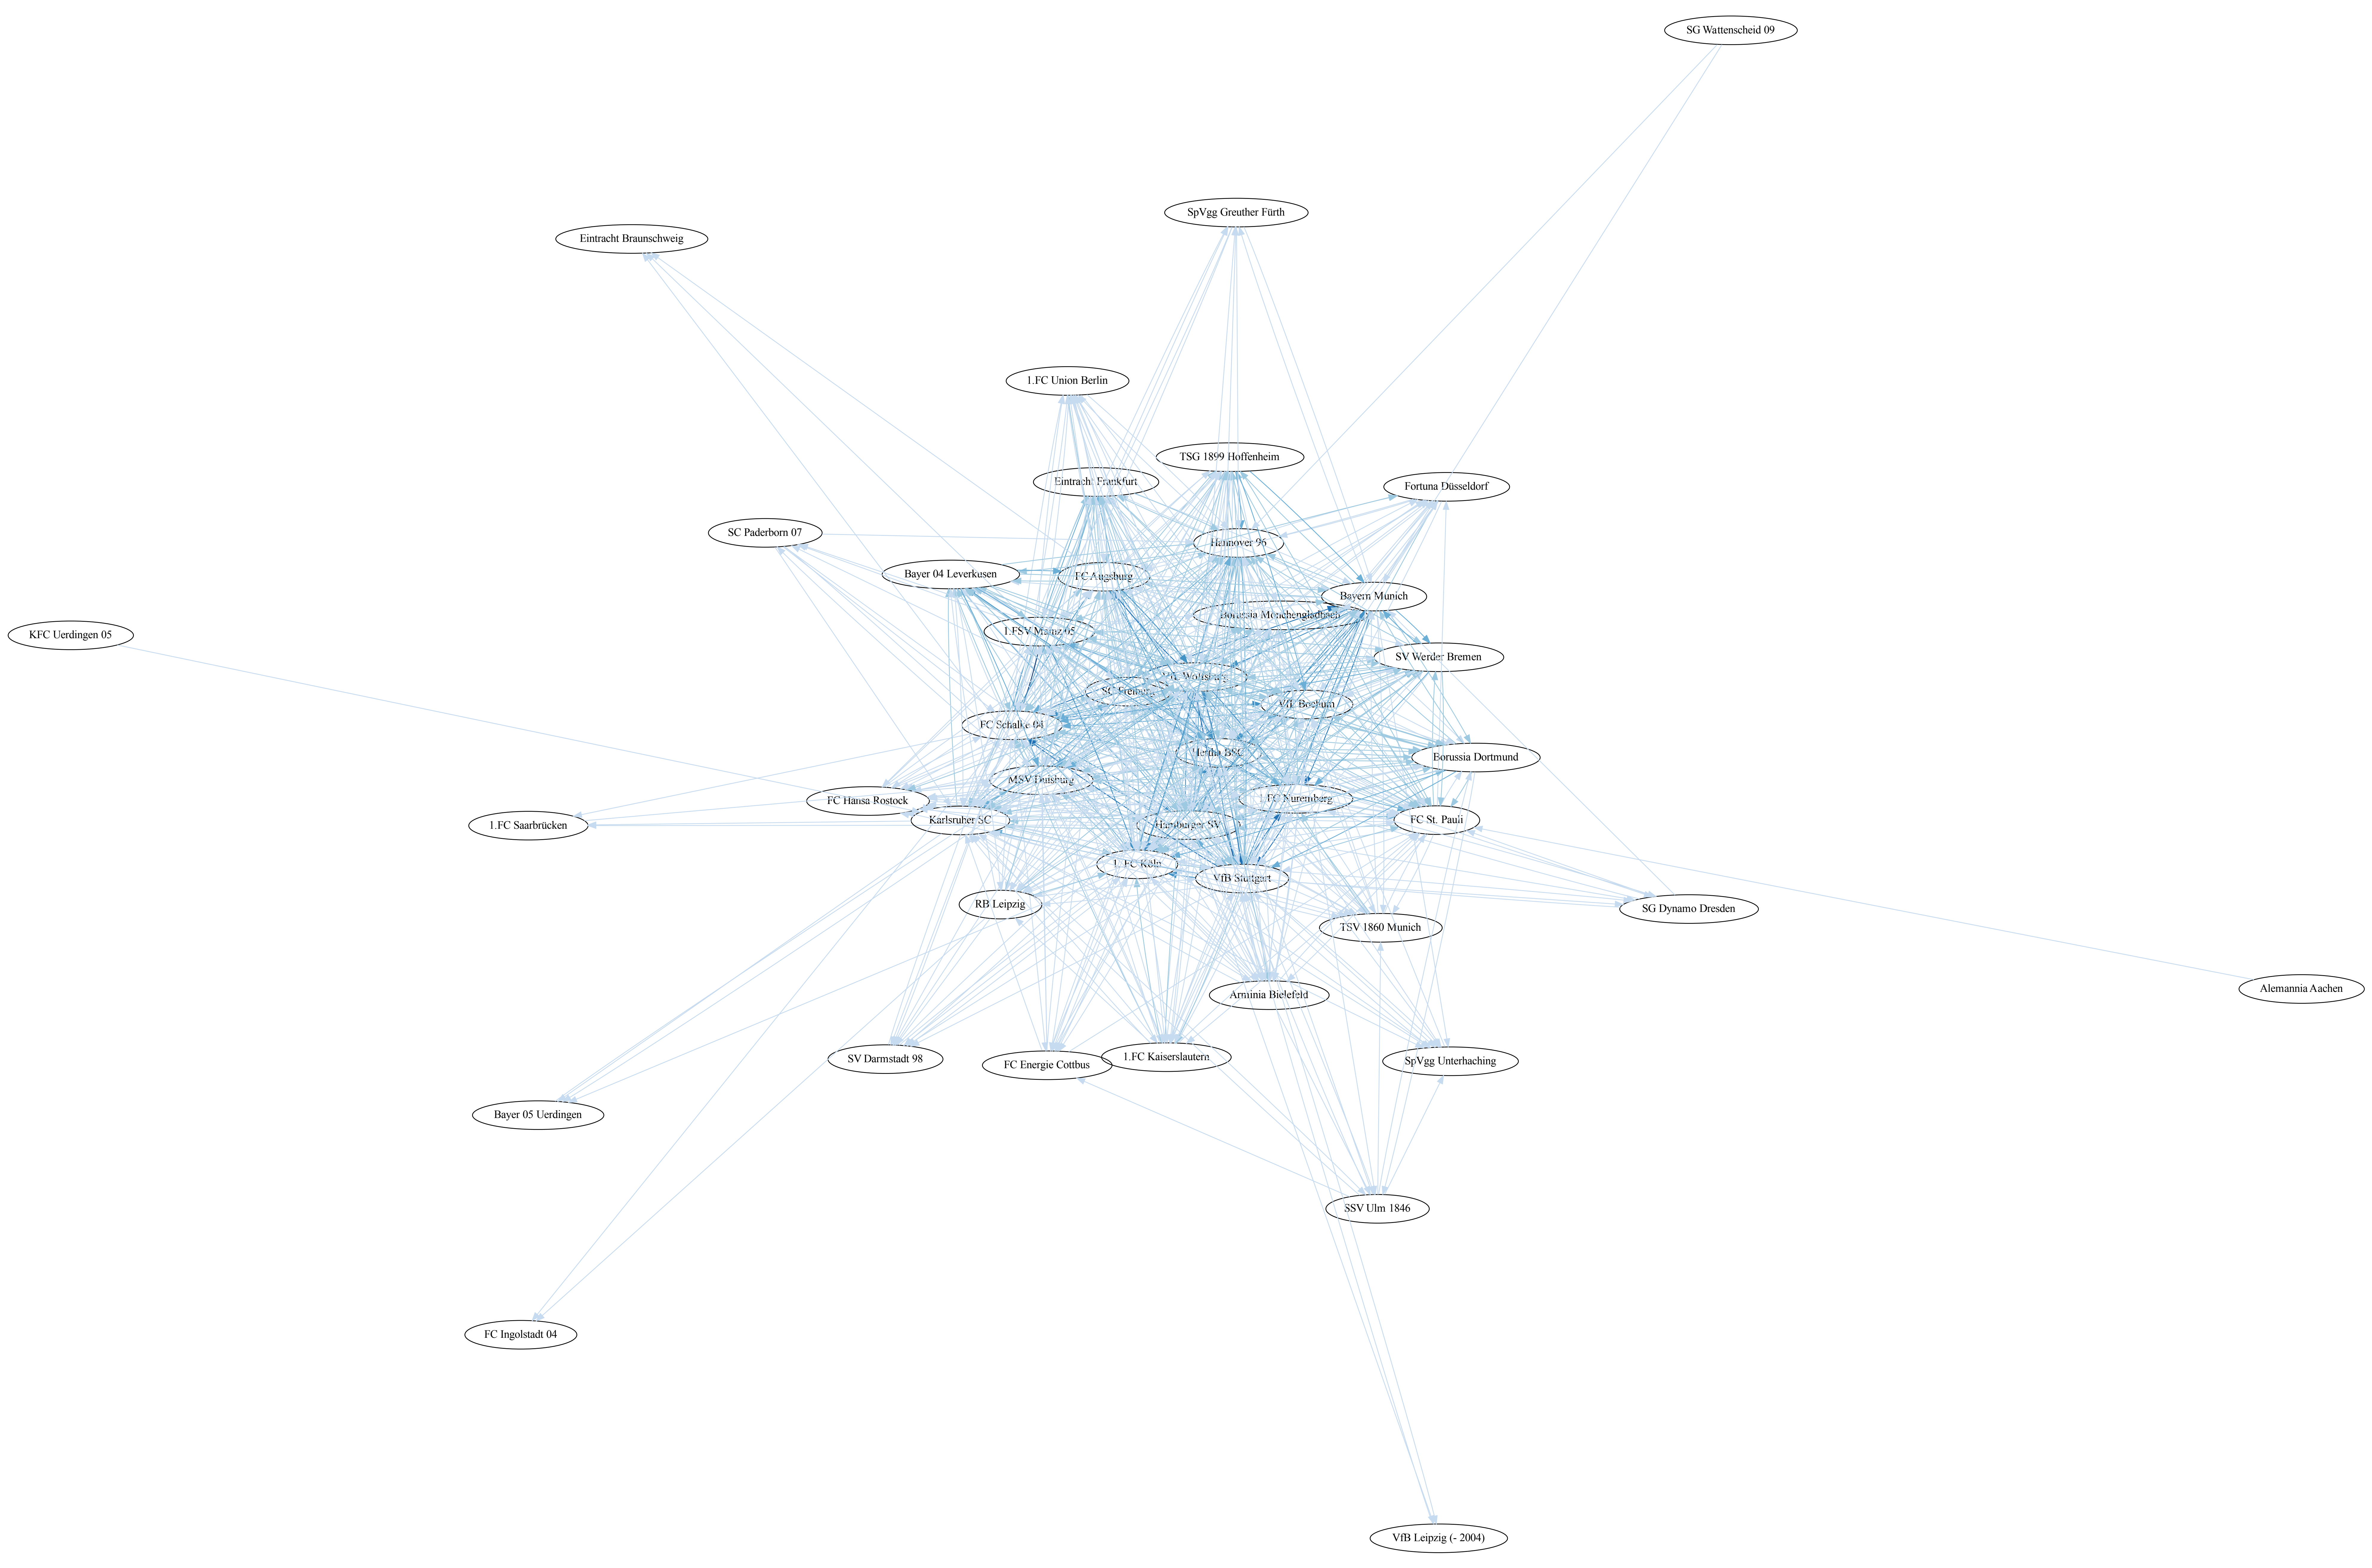 SG Wattenscheid 09
SpVgg Greuther Fürth
Eintracht Braunschweig
1.FC Union Berlin
TSG 1899 Hoffenheim
Eintracht Frankfurt
Fortuna Düsseldorf
SC Paderborn 07
Hannover 96
Bayer 04 Leverkusen
FC Augsburg
Bayern Munich
Borussia Mönchengladbach
1.FSV Mainz 05
KFC Uerdingen 05
SV Werder Bremen
VfL Wolfsburg
SC Freiburg
VfL Bochum
FC Schalke 04
Hertha BSC
Borussia Dortmund
MSV Duisburg
FC Hansa Rostock
1.FC Nuremberg
Karlsruher SC
FC St. Pauli
1.FC Saarbrücken
Hamburger SV
1. FC Köln
VfB Stuttgart
RB Leipzig
SG Dynamo Dresden
TSV 1860 Munich
Alemannia Aachen
Arminia Bielefeld
SV Darmstadt 98
1.FC Kaiserslautern
FC Energie Cottbus
SpVgg Unterhaching
Bayer 05 Uerdingen
SSV Ulm 1846
FC Ingolstadt 04
VfB Leipzig (- 2004)